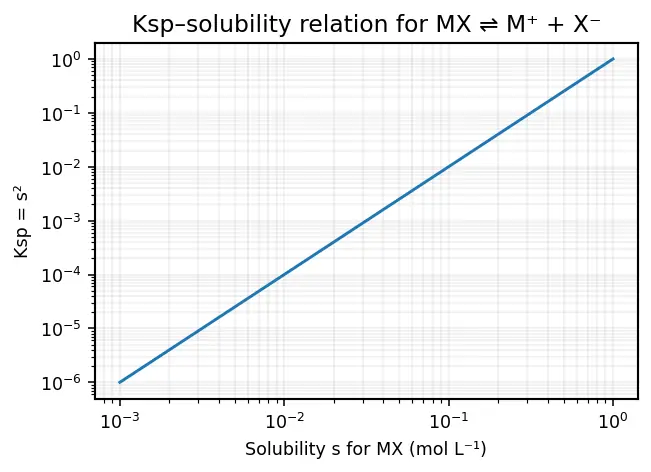 Ksp–solubility relation for MX ⇌ M⁺ + X⁻
Ksp = s²
10⁰
10⁻¹
10⁻²
10⁻³
10⁻⁴
10⁻⁵
10⁻⁶
10⁻³ 10⁻² 10⁻¹ 10⁰
Solubility s for MX (mol L⁻¹)